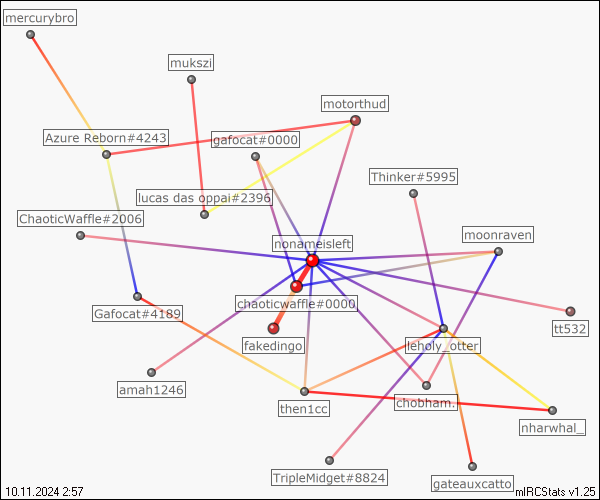 mercurybro
mukszi
motorthud
Azure Reborn#4243
gafocat#0000
Thinker#5995
lucas das oppai#2396
ChaoticWaffle#2006
moonraven
nonameisleft
chaoticwaffle#0000
Gafocat#4189
tt532
fakedingo
leholy_otter
amah1246
chobham.
then1cc
nharwhal_
TripleMidget#8824
gateauxcatto
10.11.2024 2:57
mIRCStats v1.25